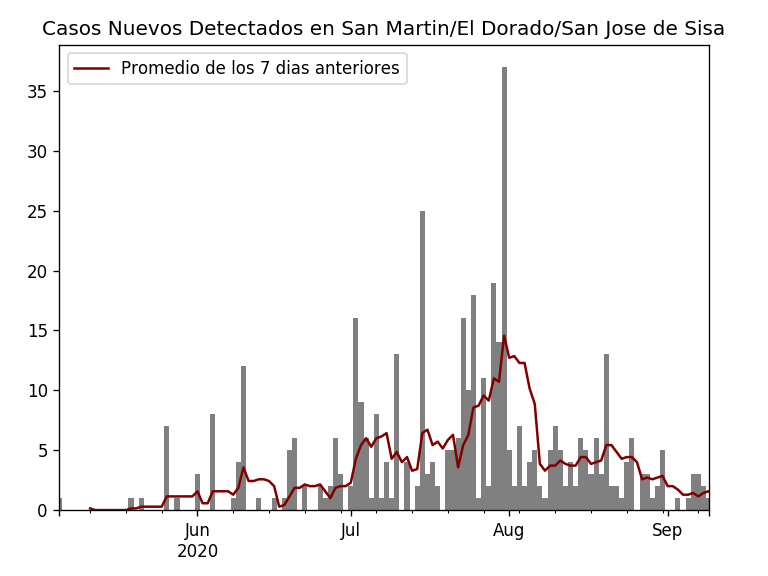 Casos Nuevos Detectados en San Martin/El Dorado/San Jose de Sisa
Promedio de los 7 dias anteriores
35
30
25
20
15
10
5
0
Jun
2020
Jul
Aug
Sep